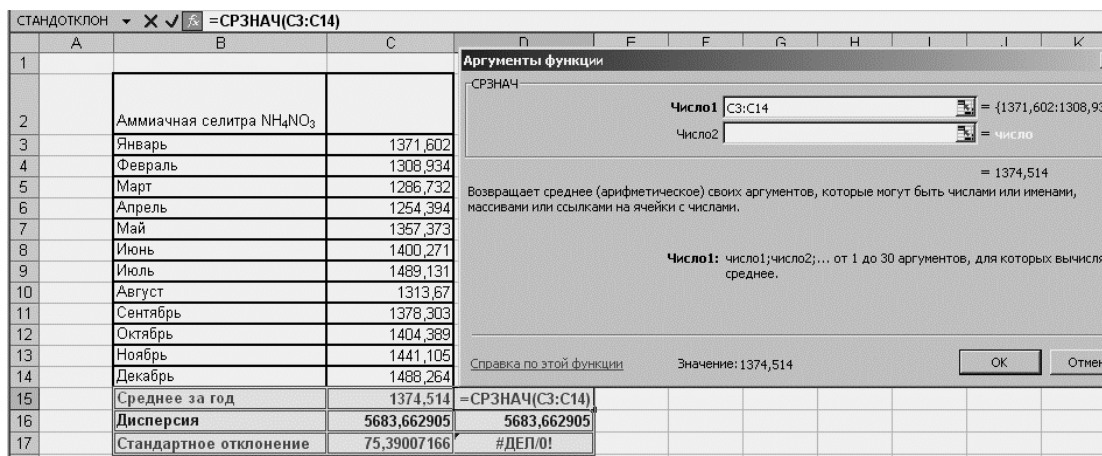 СТАНДОТКЛОН =СРЗНАЧ(C3:C14)
A B C D E F G H I J K
1
2 Аммиачная селитра NH₄NO₃
3 Январь 1371,602
4 Февраль 1308,934
5 Март 1286,732
6 Апрель 1254,394
7 Май 1357,373
8 Июнь 1400,271
9 Июль 1489,131
10 Август 1313,67
11 Сентябрь 1378,303
12 Октябрь 1404,389
13 Ноябрь 1441,105
14 Декабрь 1488,264
15 Среднее за год 1374,514 =СРЗНАЧ(C3:C14)
16 Дисперсия 5683,662905 5683,662905
17 Стандартное отклонение 75,39007166 #ДЕЛ/0!
Аргументы функции
СРЗНАЧ
Число1 C3:C14 = {1371,602:1308,93
Число2 = число
= 1374,514
Возвращает среднее (арифметическое) своих аргументов, которые могут быть числами или именами,
массивами или ссылками на ячейки с числами.
Число1: число1;число2;... от 1 до 30 аргументов, для которых вычисля
среднее.
Справка по этой функции Значение:1374,514 ОК Отмен